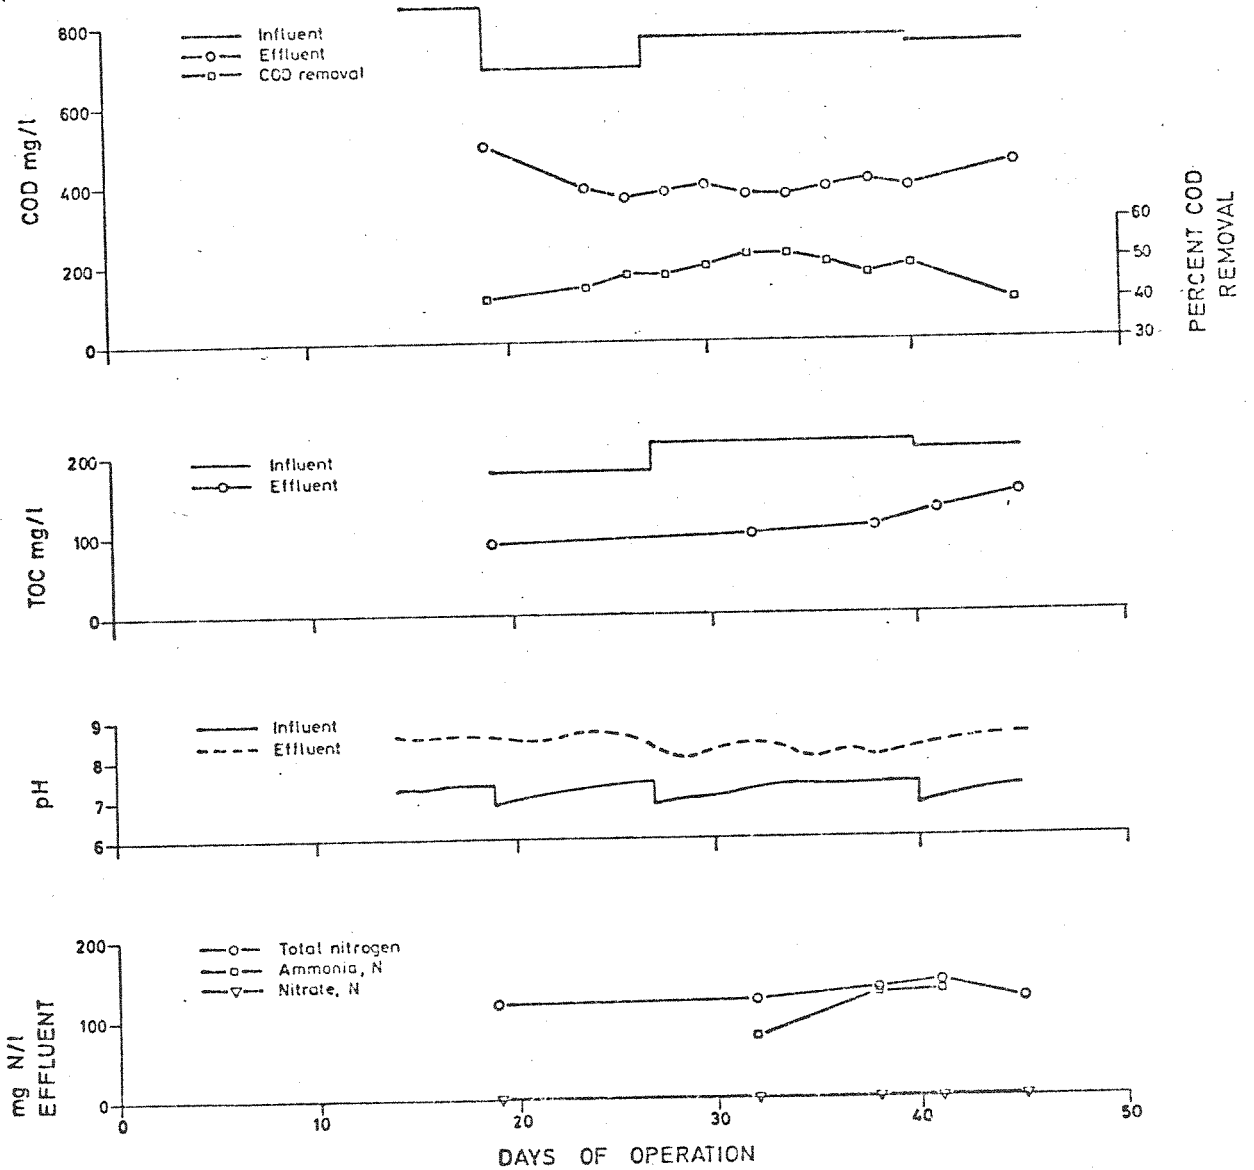 800
600
400
200
0
COD mg/l
Influent
Effluent
COD removal
60
50
40
30
PERCENT COD
REMOVAL
200
100
0
TOC mg/l
Influent
Effluent
9
8
7
6
pH
Influent
Effluent
200
100
0
mg N/l
EFFLUENT
Total nitrogen
Ammonia, N
Nitrate, N
0
10
20
30
40
50
DAYS OF OPERATION